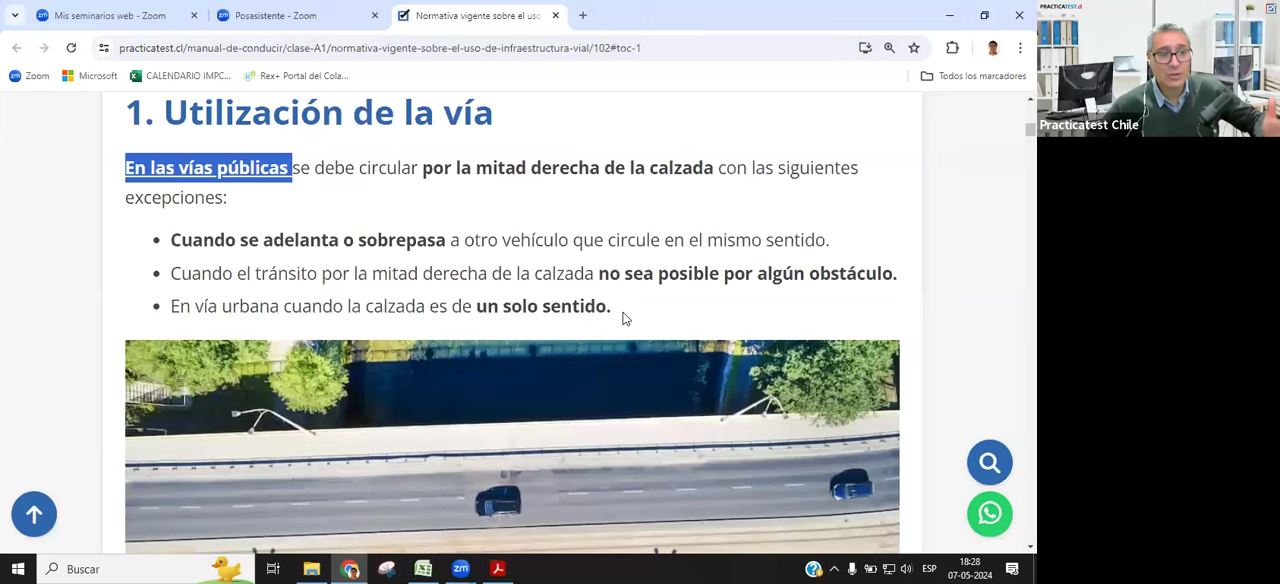 Mis seminarios web - Zoom
Posasistente - Zoom
Normativa vigente sobre el uso
practicatest.cl/manual-de-conducir/clase-A1/normativa-vigente-sobre-el-uso-de-infraestructura-vial/102#toc-1
Zoom
Microsoft
CALENDARIO IMPC...
Rex+ Portal del Cola...
Todos los marcadores
PRACTICATEST.cl
Practicatest Chile
1. Utilización de la vía
En las vías públicas se debe circular por la mitad derecha de la calzada con las siguientes
excepciones:
• Cuando se adelanta o sobrepasa a otro vehículo que circule en el mismo sentido.
• Cuando el tránsito por la mitad derecha de la calzada no sea posible por algún obstáculo.
• En vía urbana cuando la calzada es de un solo sentido.
Buscar
ESP
18:28
07-05-2024